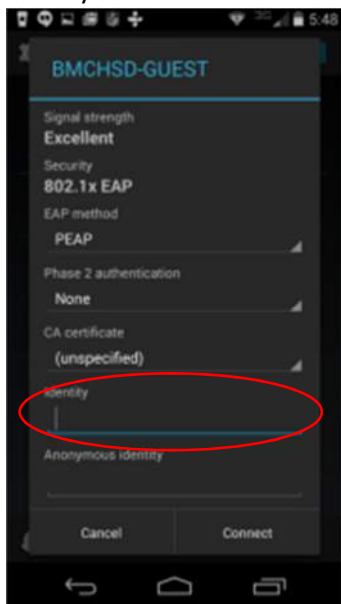 3G 5:48
BMCHSD-GUEST
Signal strength
Excellent
Security
802.1x EAP
EAP method
PEAP
Phase 2 authentication
None
CA certificate
(unspecified)
Identity
Anonymous identity
Cancel
Connect